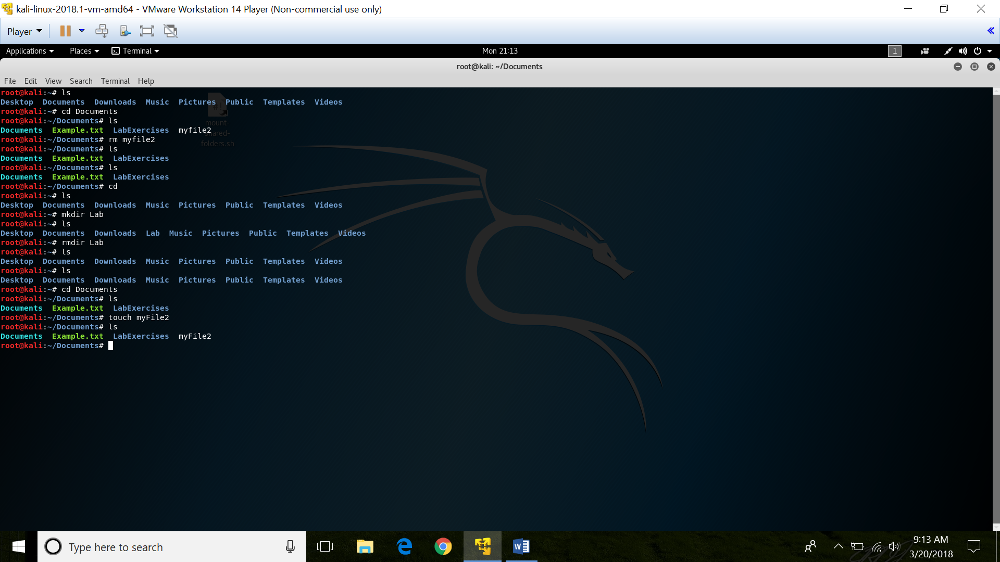 kali-linux-2018.1-vm-amd64 - VMware Workstation 14 Player (Non-commercial use only)
Player
Applications Places Terminal Mon 21:13 1
root@kali: ~/Documents
File Edit View Search Terminal Help
root@kali:~# ls
Desktop Documents Downloads Music Pictures Public Templates Videos
root@kali:~# cd Documents
root@kali:~/Documents# ls
Documents Example.txt LabExercises myfile2
root@kali:~/Documents# rm myfile2
root@kali:~/Documents# ls
Documents Example.txt LabExercises
root@kali:~/Documents# ls
Documents Example.txt LabExercises
root@kali:~/Documents# cd
root@kali:~# ls
Desktop Documents Downloads Music Pictures Public Templates Videos
root@kali:~# mkdir Lab
root@kali:~# ls
Desktop Documents Downloads Lab Music Pictures Public Templates Videos
root@kali:~# rmdir Lab
root@kali:~# ls
Desktop Documents Downloads Music Pictures Public Templates Videos
root@kali:~# ls
Desktop Documents Downloads Music Pictures Public Templates Videos
root@kali:~# cd Documents
root@kali:~/Documents# ls
Documents Example.txt LabExercises
root@kali:~/Documents# touch myFile2
root@kali:~/Documents# ls
Documents Example.txt LabExercises myFile2
root@kali:~/Documents#
#!
mount-
shared-
folders.sh
Type here to search
9:13 AM
3/20/2018